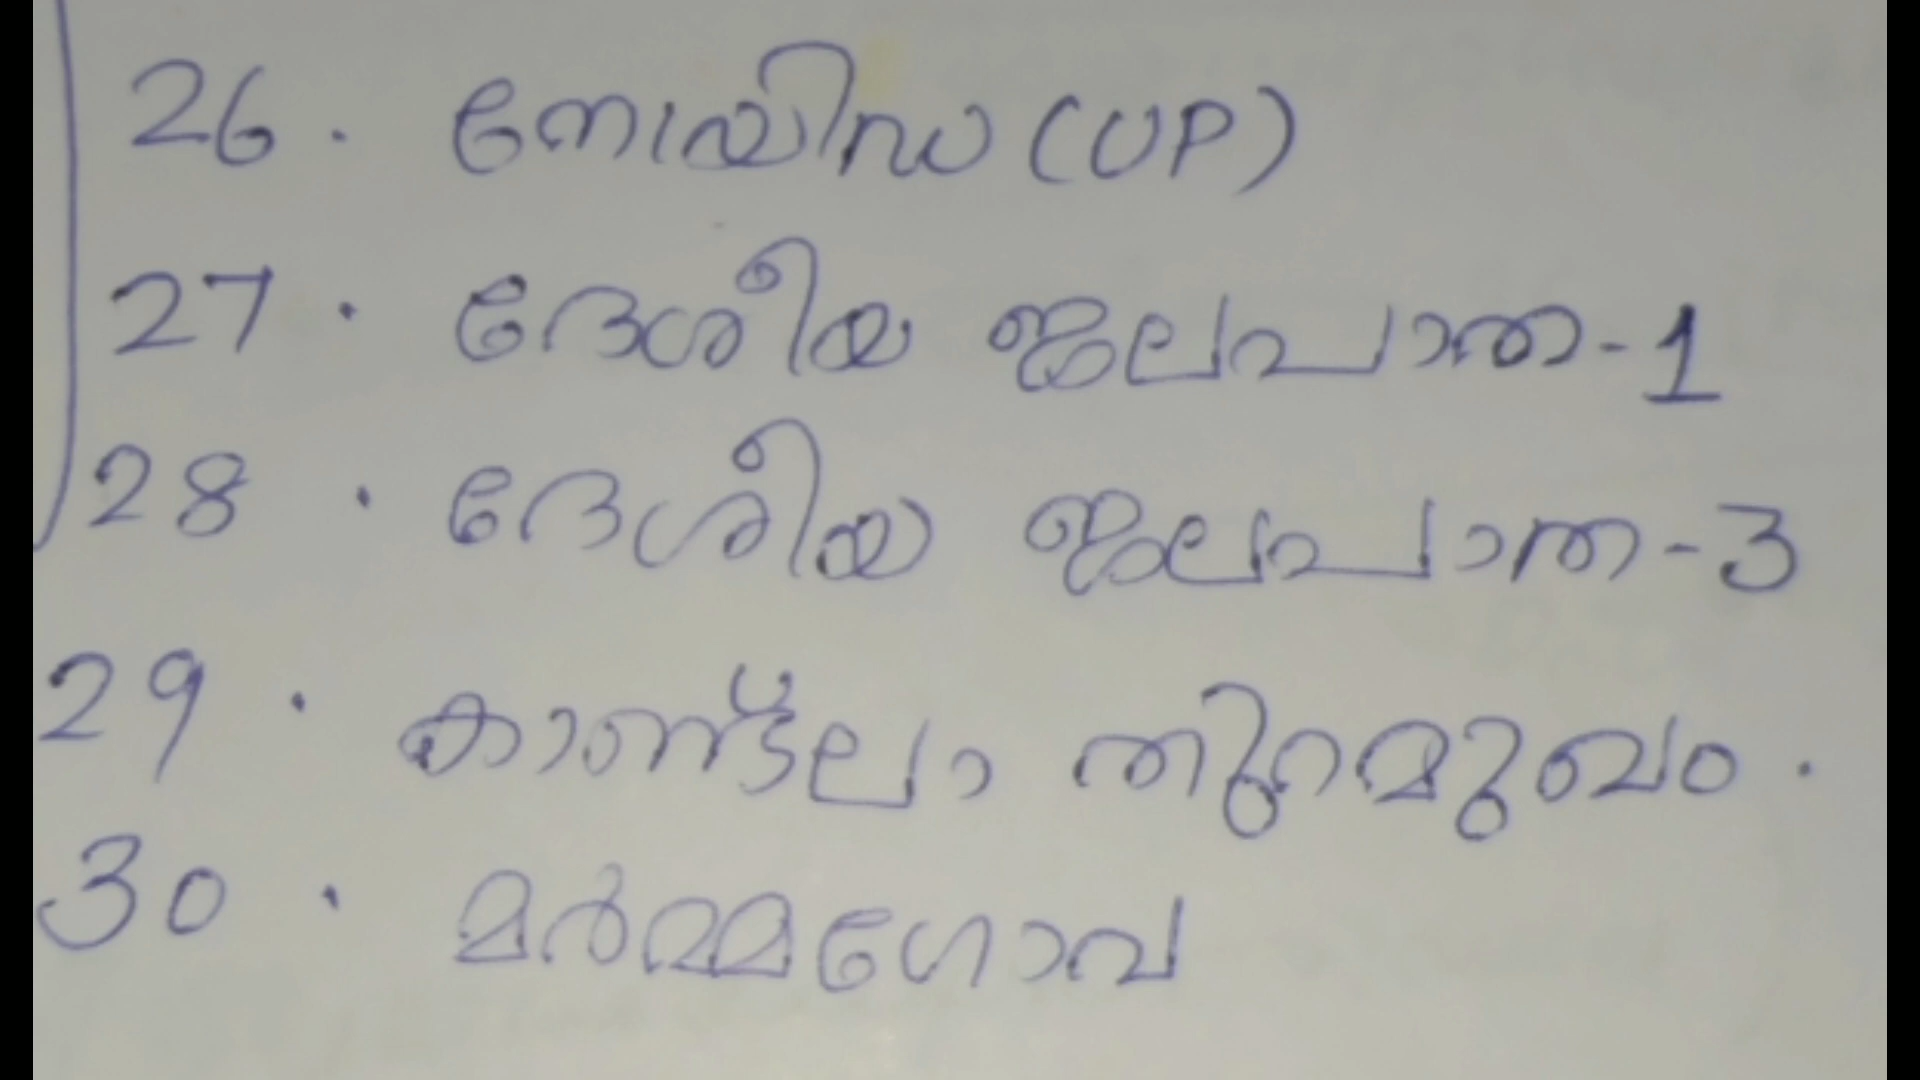 26. നോയിഡ (UP)
27. ദേശീയ ജലപാത-1
28. ദേശീയ ജലപാത-3
29. കാണ്ട്ലാ തിുറമുഖം.
30. മർമ്മഗോവ